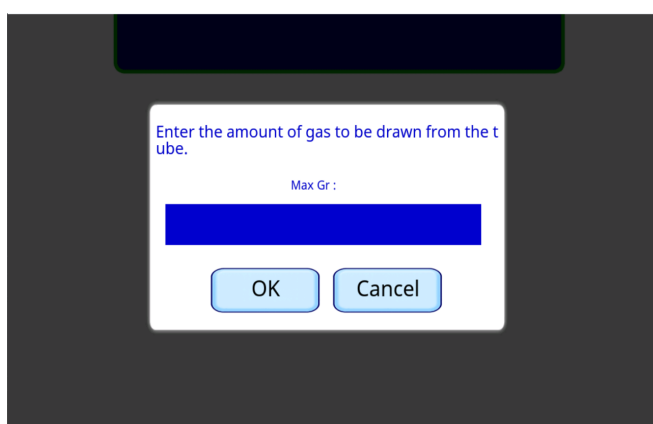 Enter the amount of gas to be drawn from the t
ube.
Max Gr :
OK
Cancel